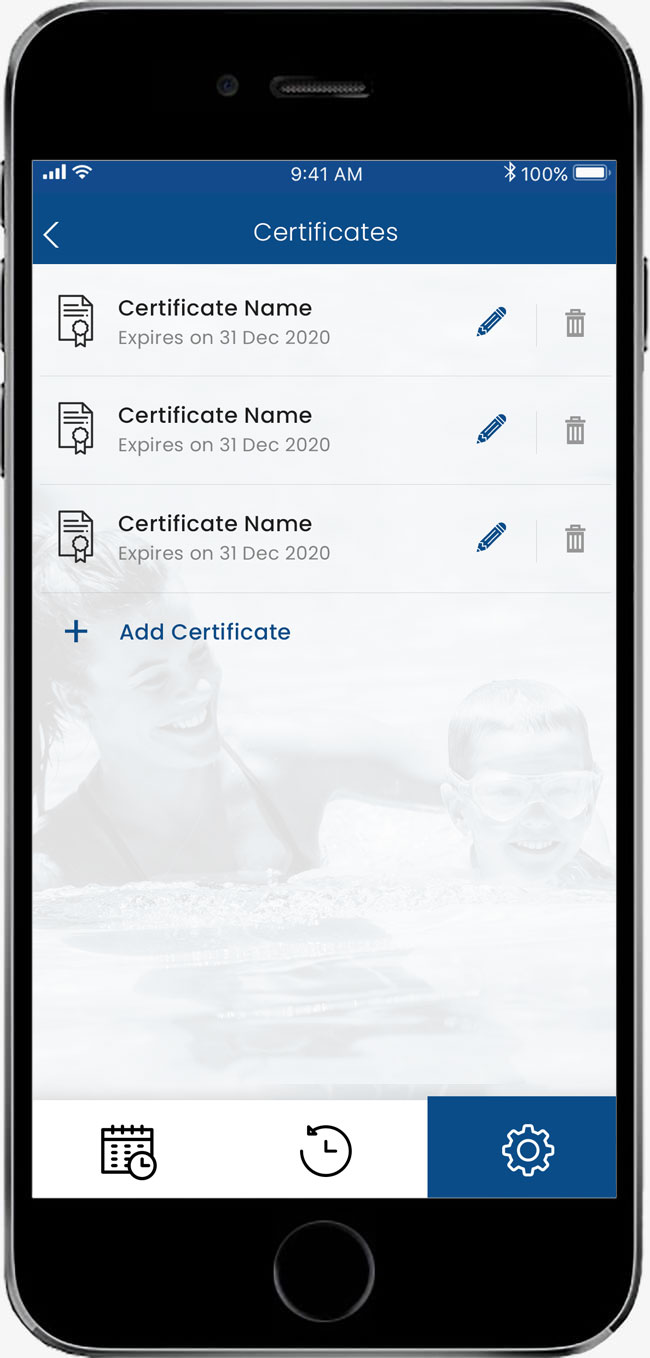 9:41 AM
100%
Certificates
Certificate Name
Expires on 31 Dec 2020
Certificate Name
Expires on 31 Dec 2020
Certificate Name
Expires on 31 Dec 2020
+ Add Certificate